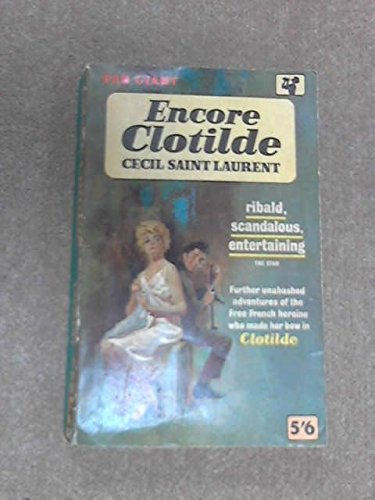 PAN GIANT
Encore
Clotilde
CECIL SAINT LAURENT
ribald,
scandalous,
entertaining
THE STAR
Further unabashed
adventures of the
Free French heroine
who made her bow in
Clotilde
5'6